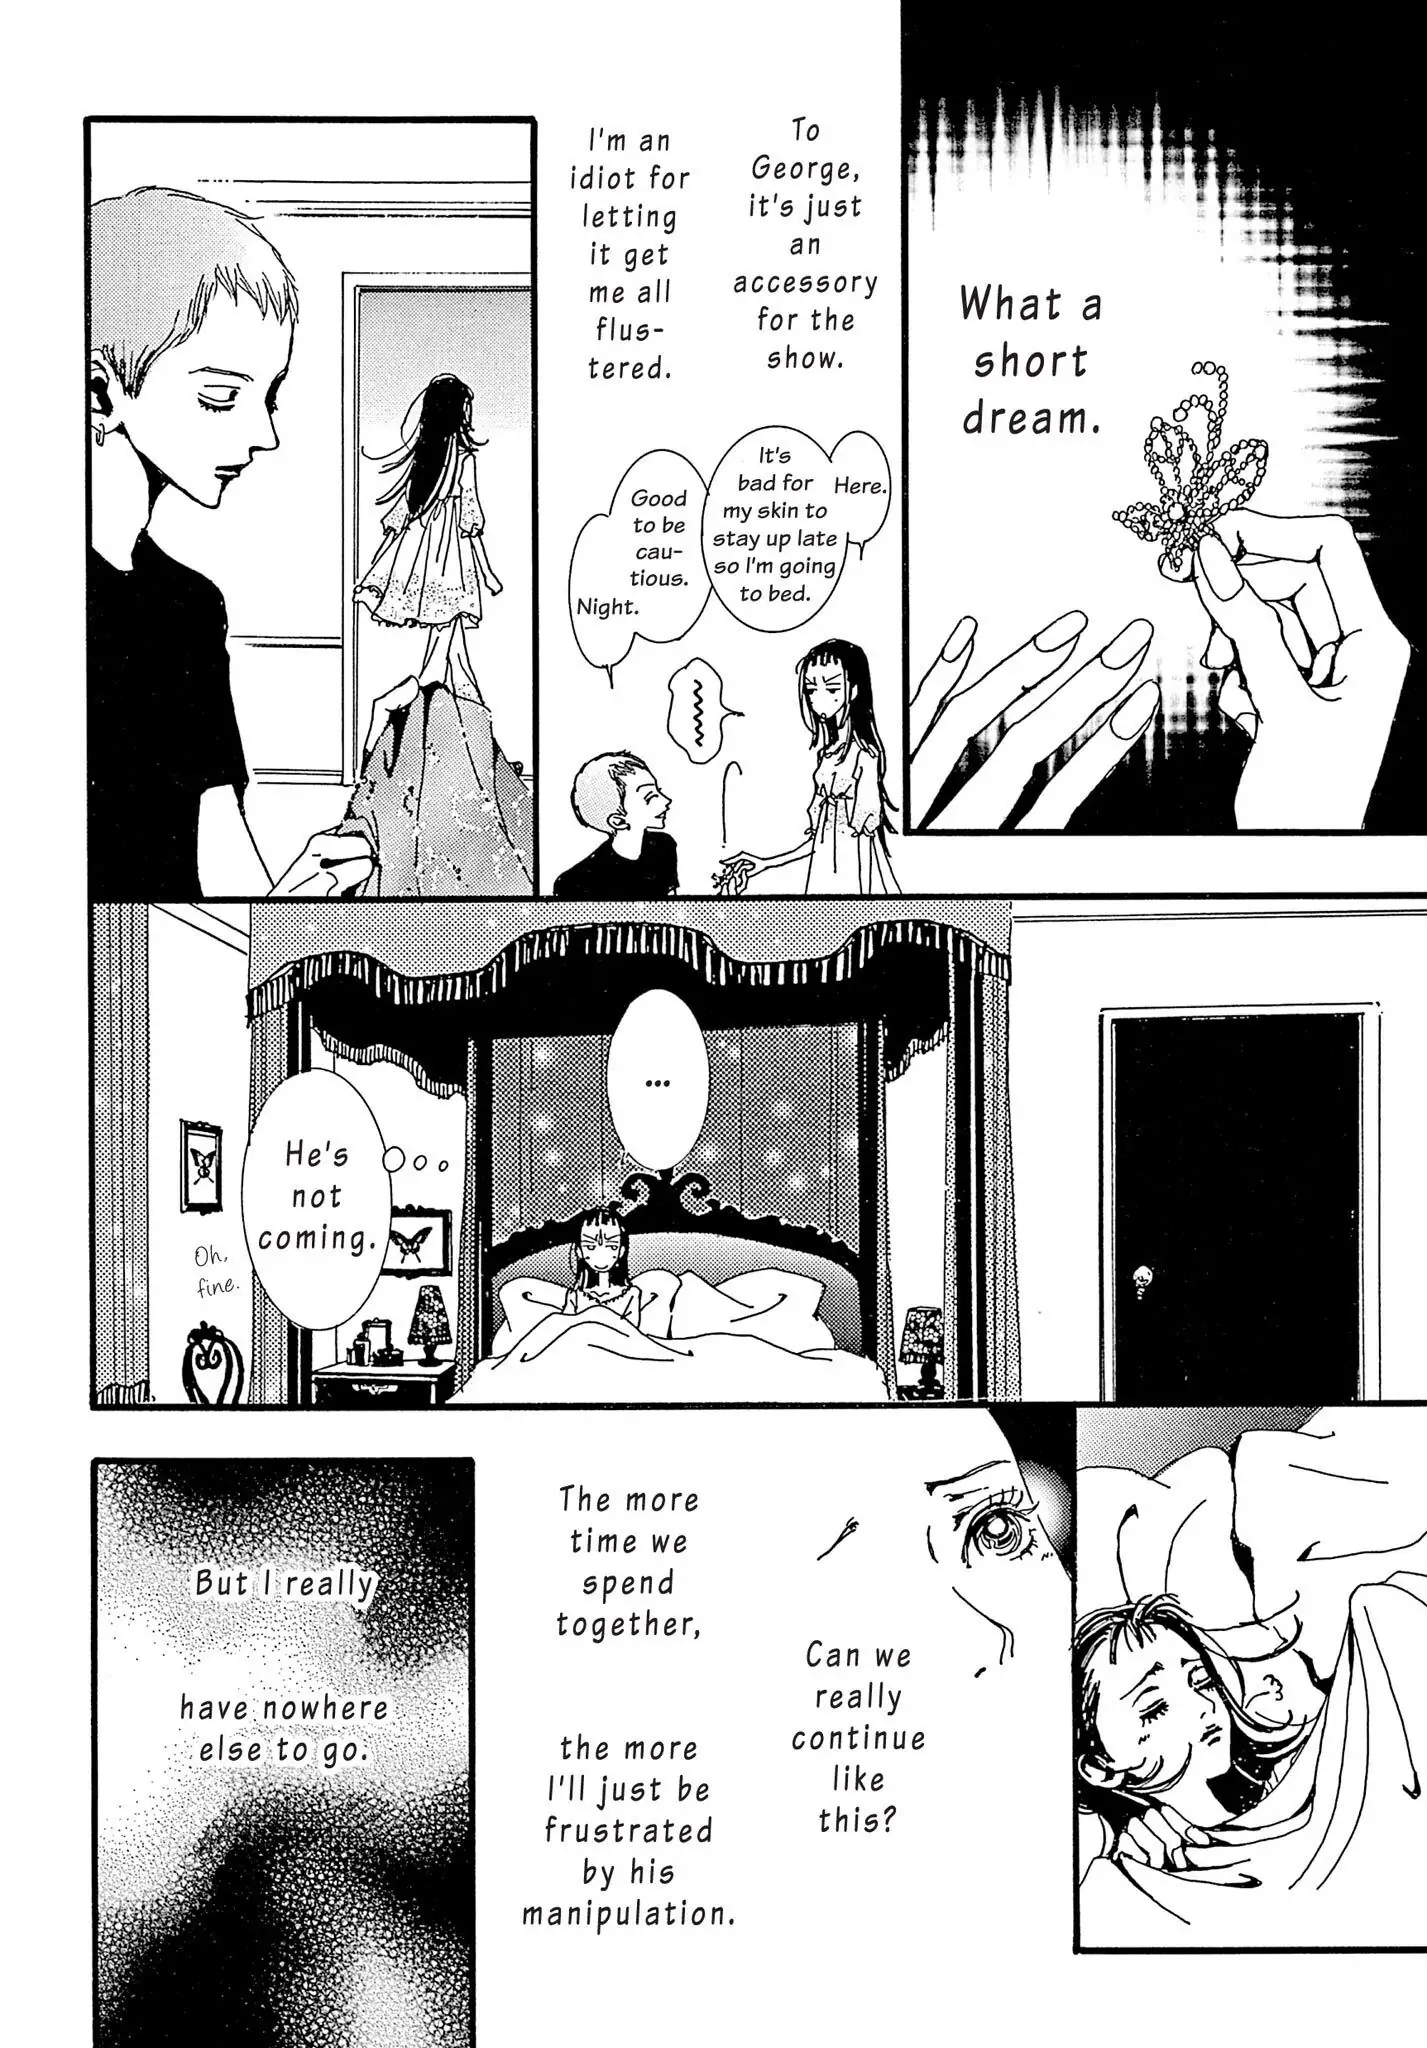 What a
short
dream.
To
George,
it's just
an
accessory
for the
show.
I'm an
idiot for
letting
it get
me all
flus-
tered.
Here.
It's
bad for
my skin to
stay up late
so I'm going
to bed.
Good
to be
cau-
tious.
Night.
...
He's
not
coming.
Oh,
fine.
Can we
really
continue
like
this?
The more
time we
spend
together,
the more
I'll just be
frustrated
by his
manipulation.
But I really
have nowhere
else to go.